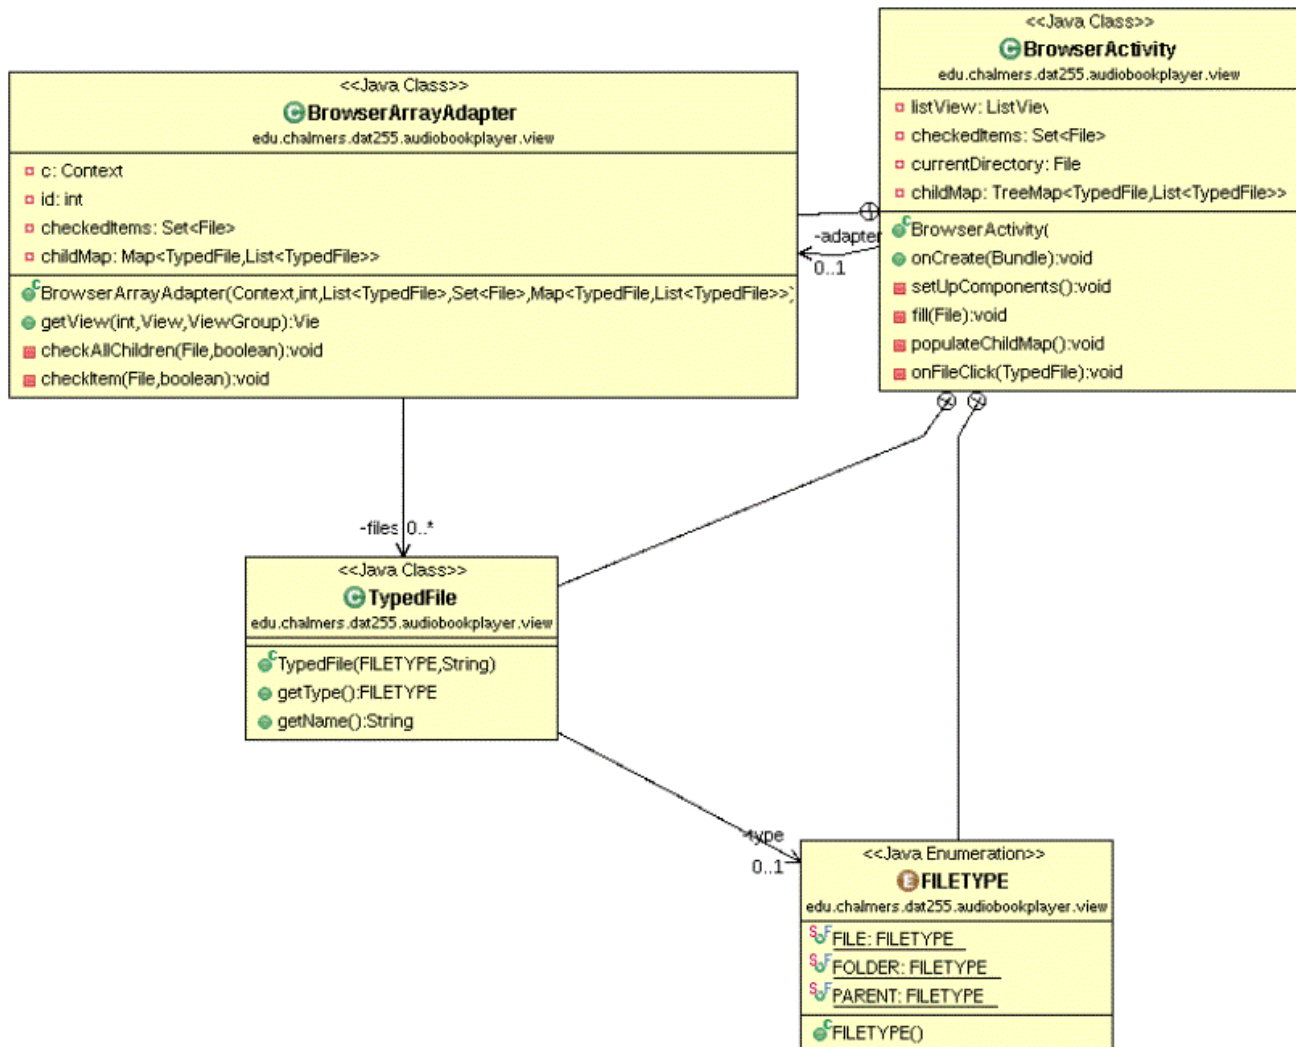 <<Java Class>>
BrowserArrayAdapter
edu.chalmers.dat255.audiobookplayer.view
c: Context
id: int
checkedItems: Set<File>
childMap: Map<TypedFile,List<TypedFile>>
BrowserArrayAdapter(Context,int,List<TypedFile>,Set<File>,Map<TypedFile,List<TypedFile>>)
getView(int,View,ViewGroup):Vie
checkAllChildren(File,boolean):void
checkItem(File,boolean):void
<<Java Class>>
BrowserActivity
edu.chalmers.dat255.audiobookplayer.view
listView: ListVie
checkedItems: Set<File>
currentDirectory: File
childMap: TreeMap<TypedFile,List<TypedFile>>
BrowserActivity(
onCreate(Bundle):void
setUpComponents():void
fill(File):void
populateChildMap():void
onFileClick(TypedFile):void
-adapter
0..1
-files 0..*
<<Java Class>>
TypedFile
edu.chalmers.dat255.audiobookplayer.view
TypedFile(FILETYPE,String)
getType():FILETYPE
getName():String
-type
0..1
<<Java Enumeration>>
FILETYPE
edu.chalmers.dat255.audiobookplayer.view
FILE: FILETYPE
FOLDER: FILETYPE
PARENT: FILETYPE
FILETYPE()